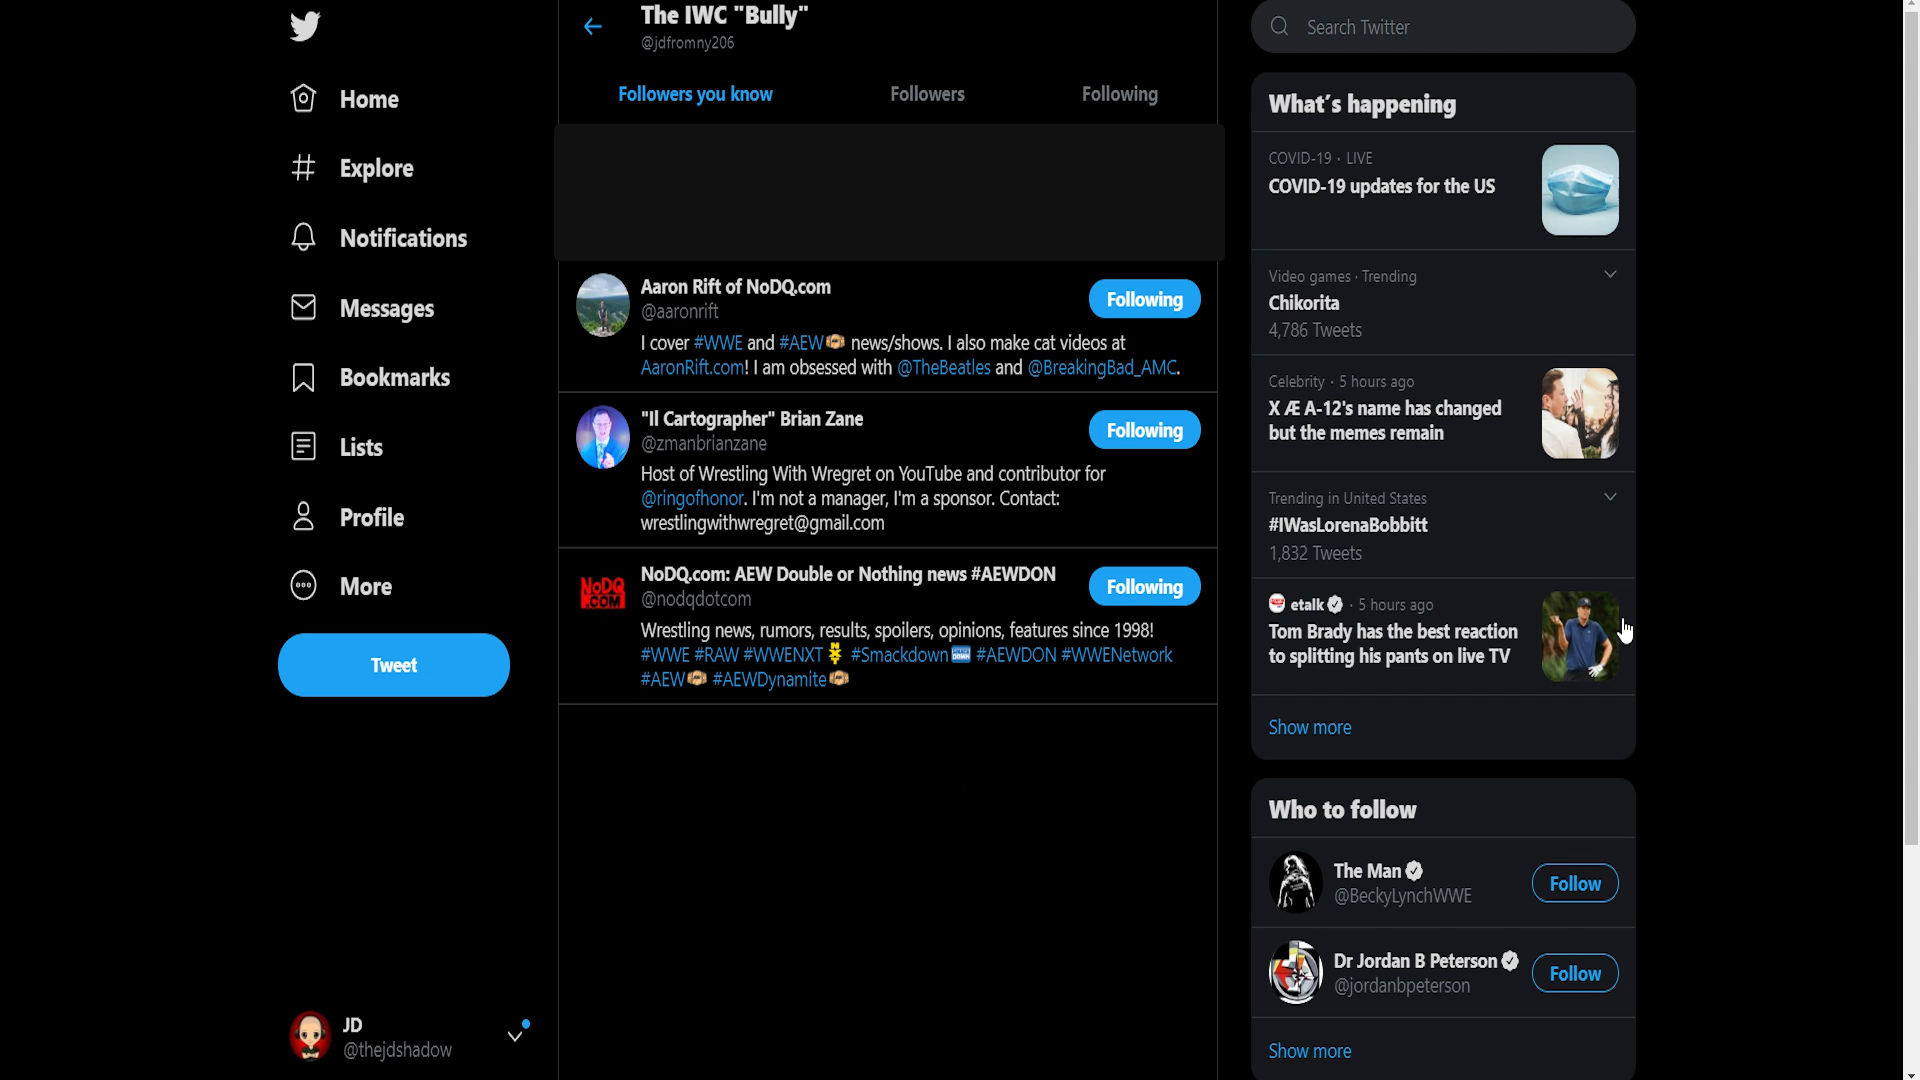 Home
Explore
Notifications
Messages
Bookmarks
Lists
Profile
More
Tweet
JD
@thejdshadow
The IWC "Bully"
@jdfromny206
Followers you know
Followers
Following
Aaron Rift of NoDQ.com
@aaronrift
Following
I cover #WWE and #AEW news/shows. I also make cat videos at
AaronRift.com! I am obsessed with @TheBeatles and @BreakingBad_AMC.
"Il Cartographer" Brian Zane
@zmanbrianzane
Following
Host of Wrestling With Wregret on YouTube and contributor for
@ringofhonor. I'm not a manager, I'm a sponsor. Contact:
wrestlingwithwregret@gmail.com
NoDQ
.COM
NoDQ.com: AEW Double or Nothing news #AEWDON
@nodqdotcom
Following
Wrestling news, rumors, results, spoilers, opinions, features since 1998!
#WWE #RAW #WWENXT #Smackdown #AEWDON #WWENetwork
#AEW #AEWDynamite
Search Twitter
What's happening
COVID-19 · LIVE
COVID-19 updates for the US
Video games · Trending
Chikorita
4,786 Tweets
Celebrity · 5 hours ago
X Æ A-12's name has changed
but the memes remain
Trending in United States
#IWasLorenaBobbitt
1,832 Tweets
etalk · 5 hours ago
Tom Brady has the best reaction
to splitting his pants on live TV
Show more
Who to follow
The Man
@BeckyLynchWWE
Follow
Dr Jordan B Peterson
@jordanbpeterson
Follow
Show more